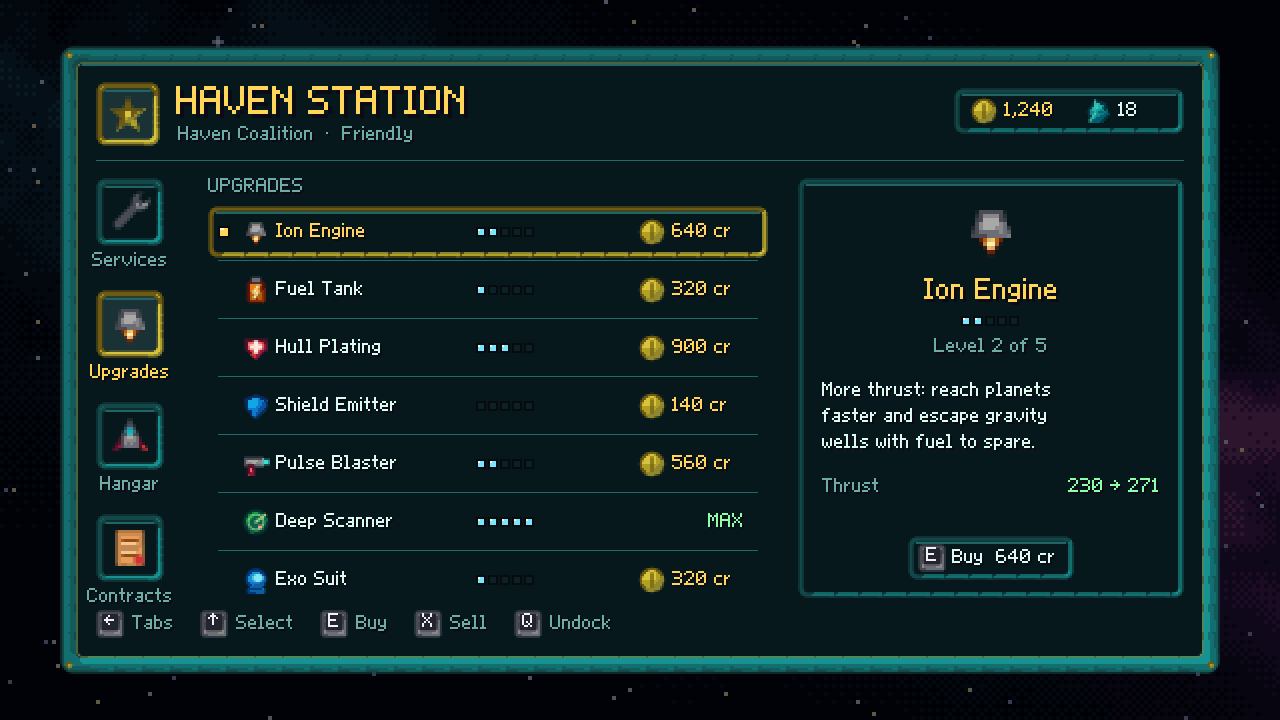 HAVEN STATION
Haven Coalition · Friendly
1,240 18
Services
Upgrades
Hangar
Contracts
UPGRADES
Ion Engine 640 cr
Fuel Tank 320 cr
Hull Plating 900 cr
Shield Emitter 140 cr
Pulse Blaster 560 cr
Deep Scanner MAX
Exo Suit 320 cr
Ion Engine
Level 2 of 5
More thrust: reach planets
faster and escape gravity
wells with fuel to spare.
Thrust 230 → 271
E Buy 640 cr
← Tabs ↑ Select E Buy X Sell Q Undock